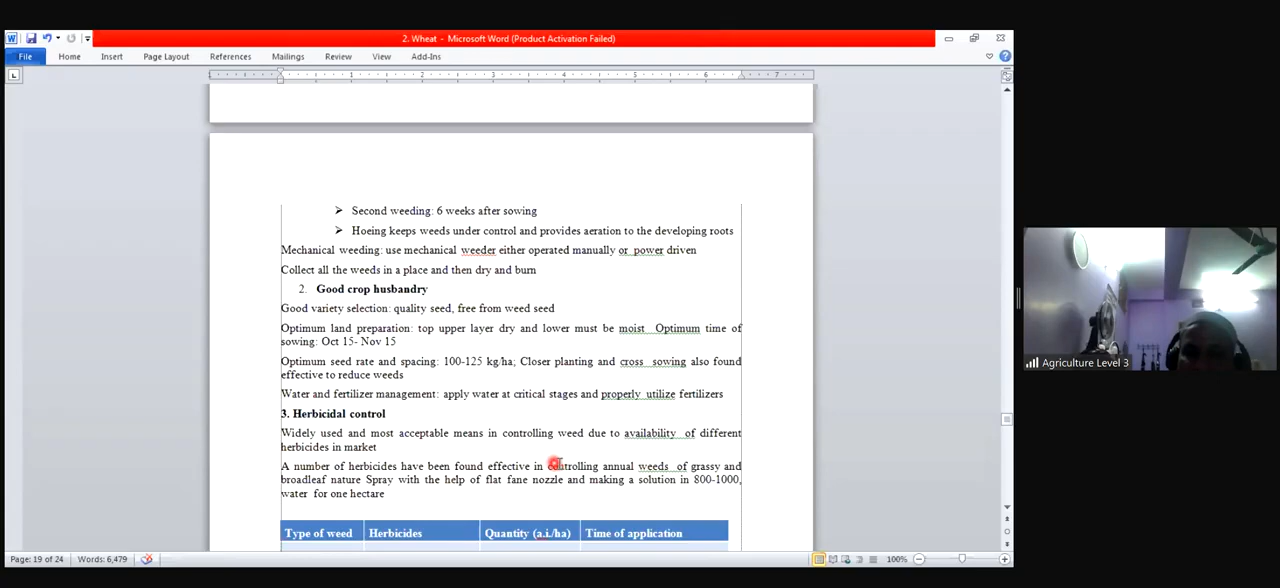 2. Wheat - Microsoft Word (Product Activation Failed)
File Home Insert Page Layout References Mailings Review View Add-Ins
1 1 2 3 4 5 6 7
➢ Second weeding: 6 weeks after sowing
➢ Hoeing keeps weeds under control and provides aeration to the developing roots
Mechanical weeding: use mechanical weeder either operated manually or power driven
Collect all the weeds in a place and then dry and burn
2. Good crop husbandry
Good variety selection: quality seed, free from weed seed
Optimum land preparation: top upper layer dry and lower must be moist Optimum time of
sowing: Oct 15- Nov 15
Optimum seed rate and spacing: 100-125 kg/ha; Closer planting and cross sowing also found
effective to reduce weeds
Water and fertilizer management: apply water at critical stages and properly utilize fertilizers
3. Herbicidal control
Widely used and most acceptable means in controlling weed due to availability of different
herbicides in market
A number of herbicides have been found effective in controlling annual weeds of grassy and
broadleaf nature Spray with the help of flat fane nozzle and making a solution in 800-1000,
water for one hectare
Type of weed Herbicides Quantity (a.i./ha) Time of application
Agriculture Level 3
Page: 19 of 24 Words: 6,479 100%